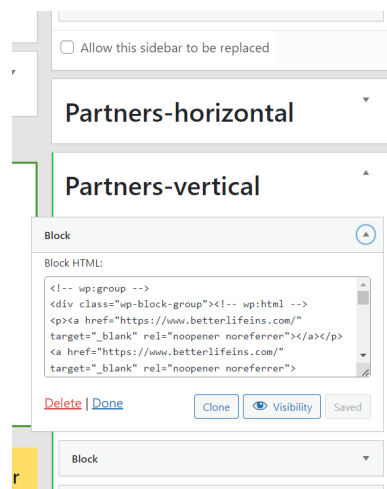 Allow this sidebar to be replaced
Partners-horizontal
Partners-vertical
Block
Block HTML:
<!-- wp:group -->
<div class="wp-block-group"><!-- wp:html -->
<p><a href="https://www.betterlifeins.com/"
target="_blank" rel="noopener noreferrer"></a></p>
<a href="https://www.betterlifeins.com/"
target="_blank" rel="noopener noreferrer">
Delete | Done
Clone
Visibility
Saved
Block
r